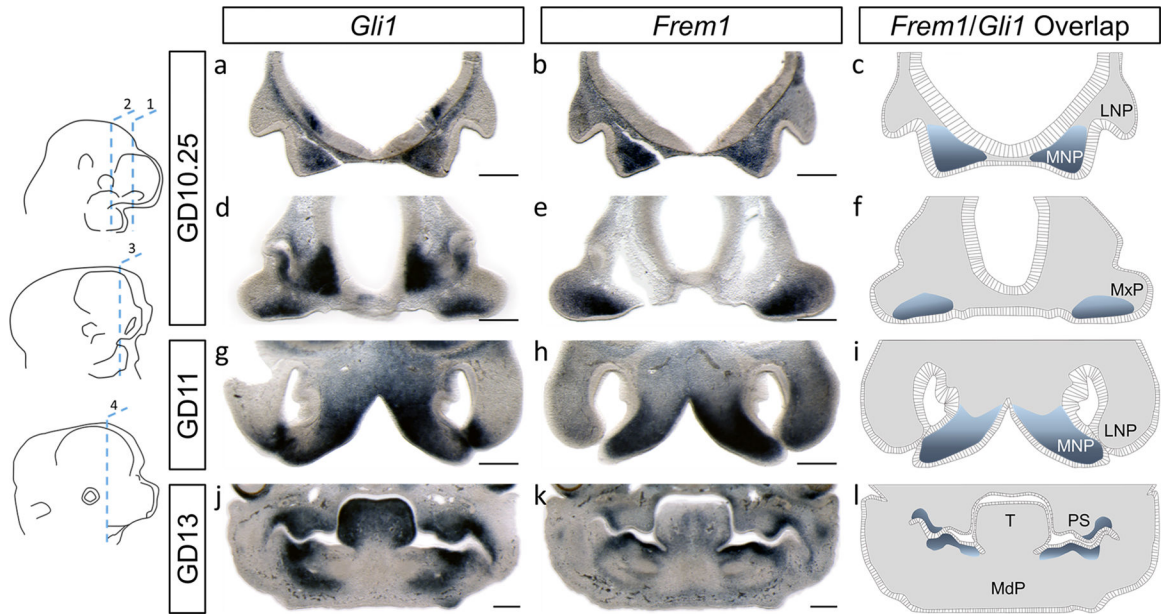 Gli1
Frem1
Frem1/Gli1 Overlap
2
1
3
4
GD10.25
GD11
GD13
a
b
c
LNP
MNP
d
e
f
MxP
g
h
i
LNP
MNP
j
k
l
T
PS
MdP